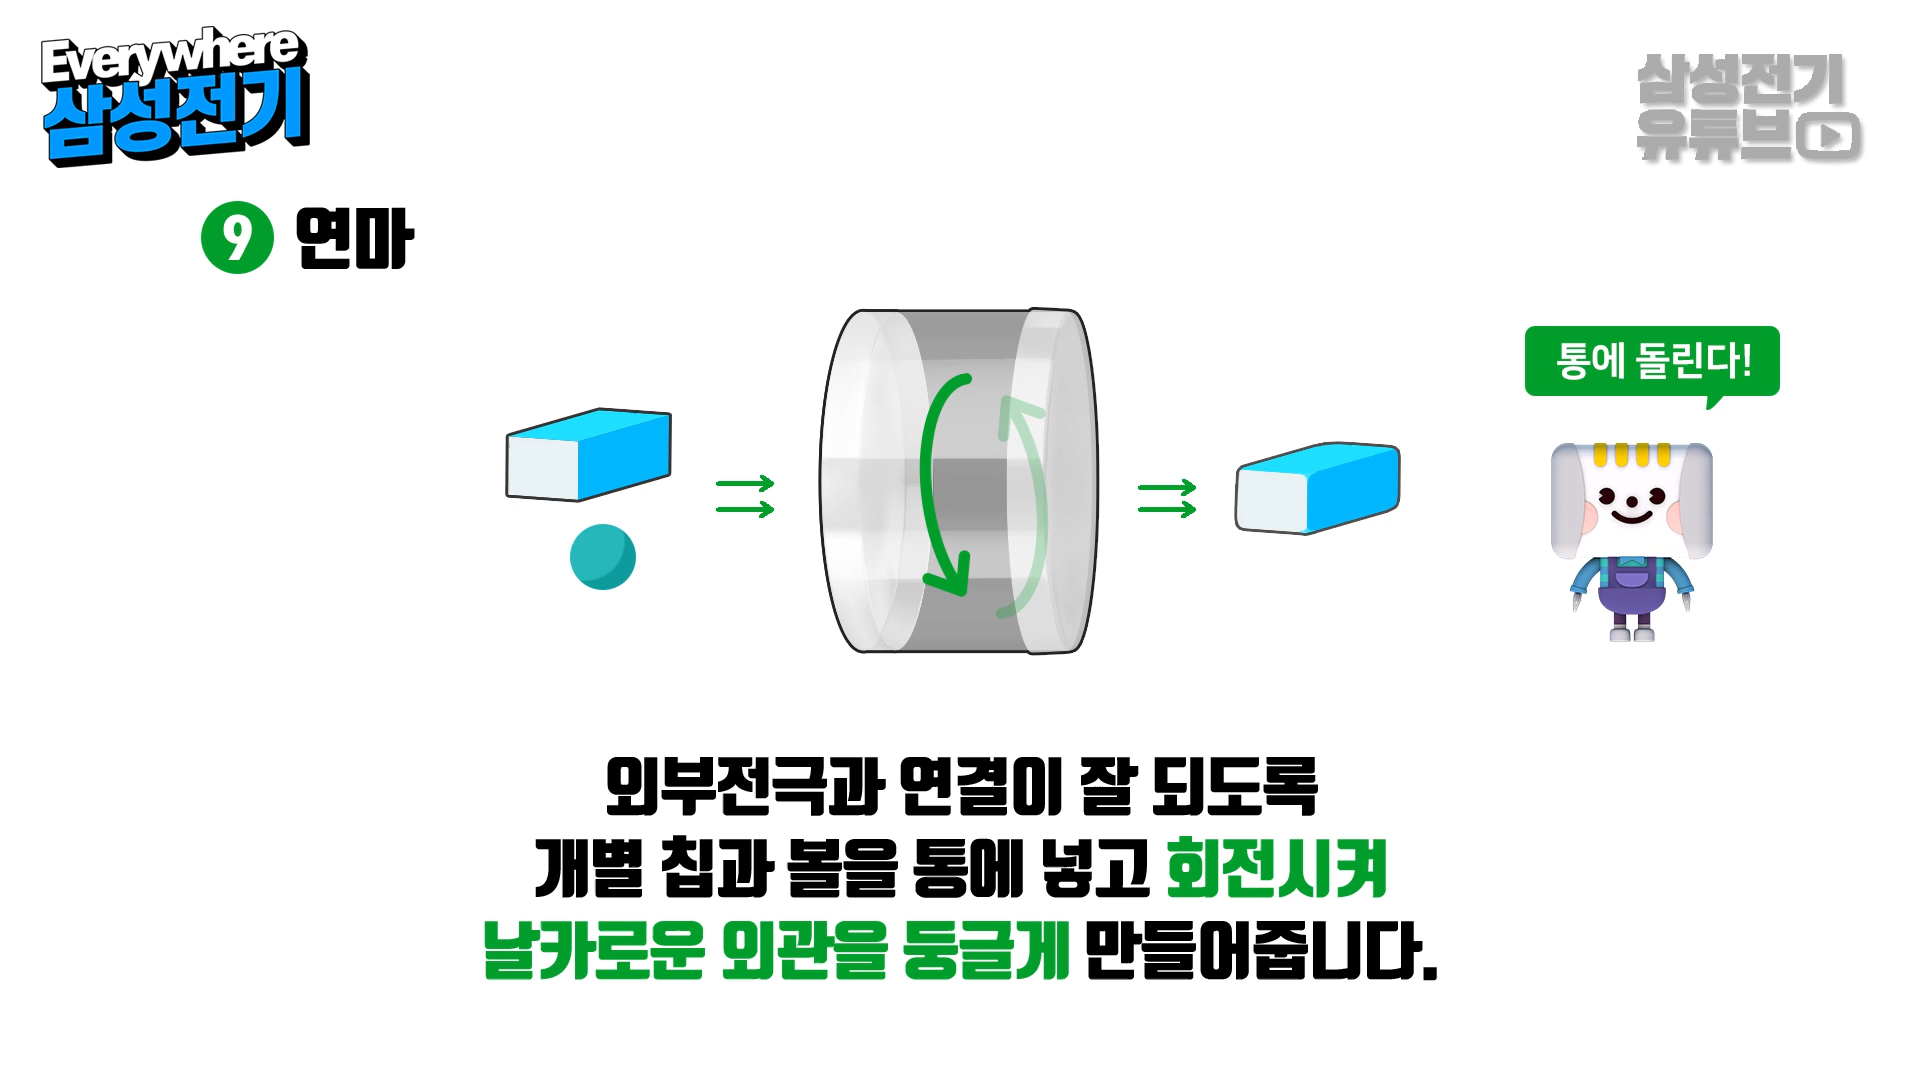 Everywhere
삼성전기
삼성전기
유튜브
9 연마
통에 돌린다!
외부전극과 연결이 잘 되도록
개별 칩과 볼을 통에 넣고 회전시켜
날카로운 외관을 둥글게 만들어줍니다.